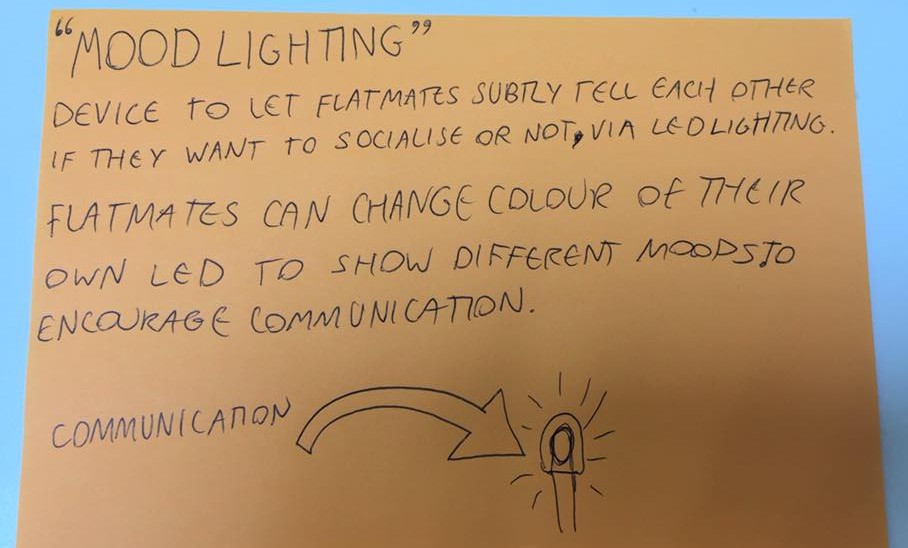 “MOOD LIGHTING”
DEVICE TO LET FLATMATES SUBTLY TELL EACH OTHER
IF THEY WANT TO SOCIALISE OR NOT, VIA LED LIGHTING.
FLATMATES CAN CHANGE COLOUR OF THEIR
OWN LED TO SHOW DIFFERENT MOODS TO
ENCOURAGE COMMUNICATION.
COMMUNICATION